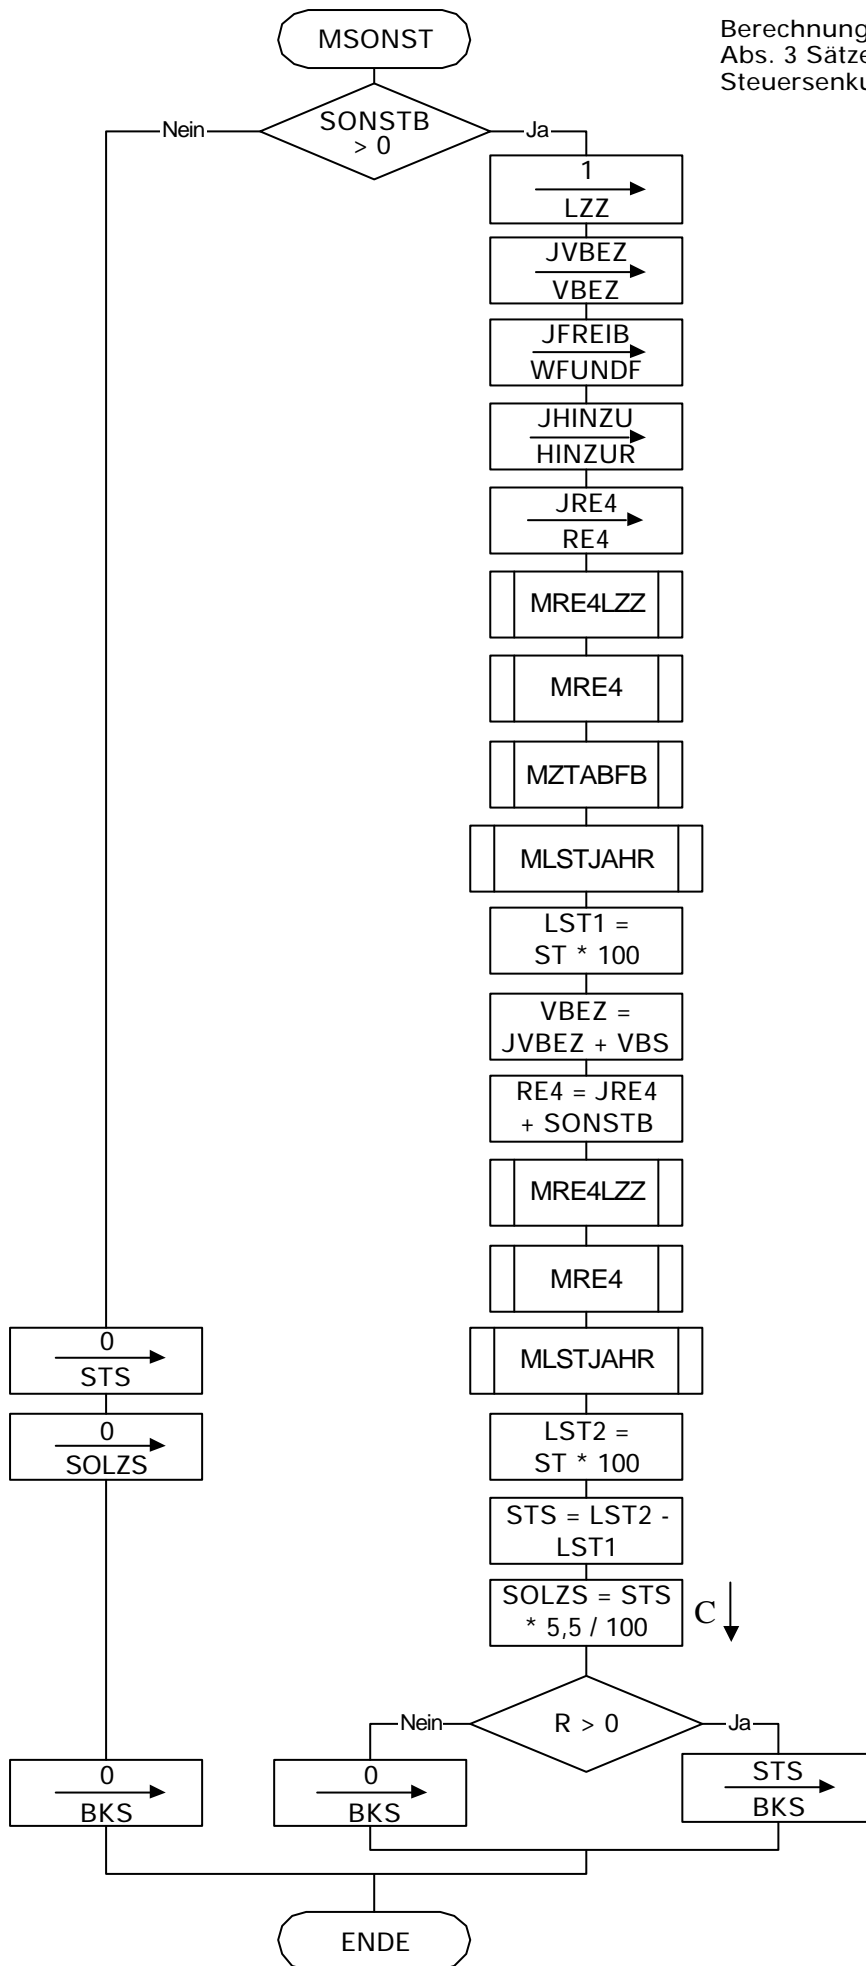 MSONST
Berechnung
Abs. 3 Sätze
SONSTB
> 0
Nein
Ja
1
LZZ
JVBEZ
VBEZ
JFREIB
WFUNDF
JHINZU
HINZUR
JRE4
RE4
MRE4LZZ
MRE4
MZTABFB
MLSTJAHR
LST1 =
ST * 100
VBEZ =
JVBEZ + VBS
RE4 = JRE4
+ SONSTB
MRE4LZZ
MRE4
0
STS
MLSTJAHR
0
SOLZS
LST2 =
ST * 100
STS = LST2 -
LST1
SOLZS = STS
* 5,5 / 100
C
R > 0
Nein
Ja
0
BKS
0
BKS
STS
BKS
ENDE